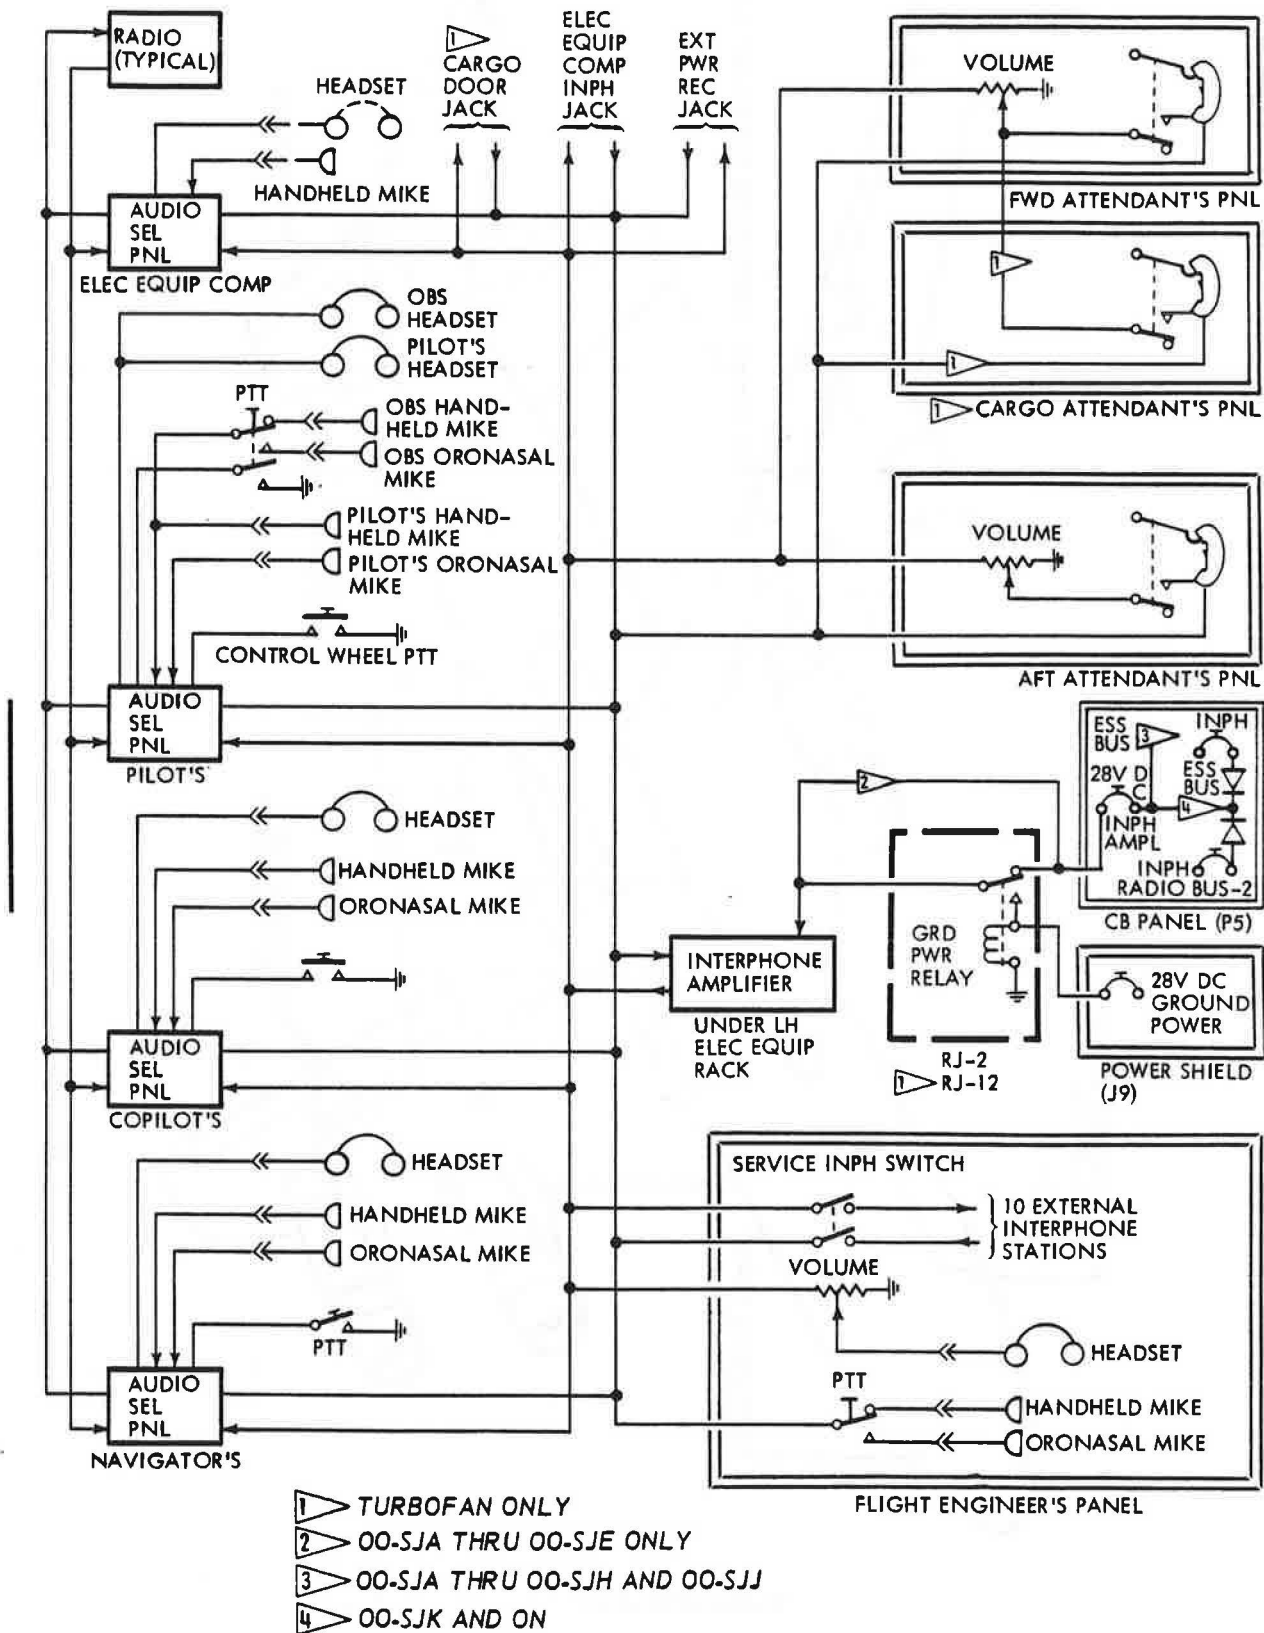 RADIO
(TYPICAL)
HEADSET
HANDHELD MIKE
1
CARGO
DOOR
JACK
ELEC
EQUIP
COMP
INPH
JACK
EXT
PWR
REC
JACK
VOLUME
FWD ATTENDANT'S PNL
AUDIO
SEL
PNL
ELEC EQUIP COMP
1
1
1 CARGO ATTENDANT'S PNL
OBS
HEADSET
PILOT'S
HEADSET
PTT
OBS HAND-
HELD MIKE
OBS ORONASAL
MIKE
PILOT'S HAND-
HELD MIKE
PILOT'S ORONASAL
MIKE
CONTROL WHEEL PTT
AUDIO
SEL
PNL
PILOT'S
VOLUME
AFT ATTENDANT'S PNL
ESS
BUS 3
INPH
28V D
C
ESS
BUS
4
INPH
AMPL
INPH
RADIO BUS-2
CB PANEL (P5)
2
HEADSET
HANDHELD MIKE
ORONASAL MIKE
AUDIO
SEL
PNL
COPILOT'S
INTERPHONE
AMPLIFIER
UNDER LH
ELEC EQUIP
RACK
GRD
PWR
RELAY
RJ-2
1 RJ-12
28V DC
GROUND
POWER
POWER SHIELD
(J9)
HEADSET
HANDHELD MIKE
ORONASAL MIKE
PTT
AUDIO
SEL
PNL
NAVIGATOR'S
SERVICE INPH SWITCH
10 EXTERNAL
INTERPHONE
STATIONS
VOLUME
HEADSET
PTT
HANDHELD MIKE
ORONASAL MIKE
FLIGHT ENGINEER'S PANEL
1 TURBOFAN ONLY
2 OO-SJA THRU OO-SJE ONLY
3 OO-SJA THRU OO-SJH AND OO-SJJ
4 OO-SJK AND ON